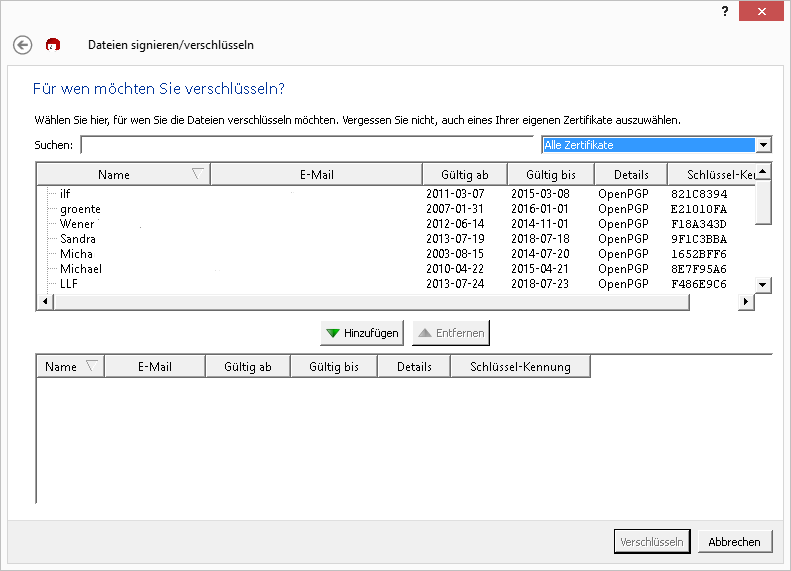 ?
Dateien signieren/verschlüsseln
Für wen möchten Sie verschlüsseln?
Wählen Sie hier, für wen Sie die Dateien verschlüsseln möchten. Vergessen Sie nicht, auch eines Ihrer eigenen Zertifikate auszuwählen.
Suchen: Alle Zertifikate
Name E-Mail Gültig ab Gültig bis Details Schlüssel-Ken
ilf 2011-03-07 2015-03-08 OpenPGP 821C8394
groente 2007-01-31 2016-01-01 OpenPGP E21010FA
Wener 2012-06-14 2014-11-01 OpenPGP F18A343D
Sandra 2013-07-19 2018-07-18 OpenPGP 9F1C3BBA
Micha 2003-08-15 2014-07-20 OpenPGP 1652BFF6
Michael 2010-04-22 2015-04-21 OpenPGP 8E7F95A6
LLF 2013-07-24 2018-07-23 OpenPGP F486E9C6
Hinzufügen Entfernen
Name E-Mail Gültig ab Gültig bis Details Schlüssel-Kennung
Verschlüsseln Abbrechen